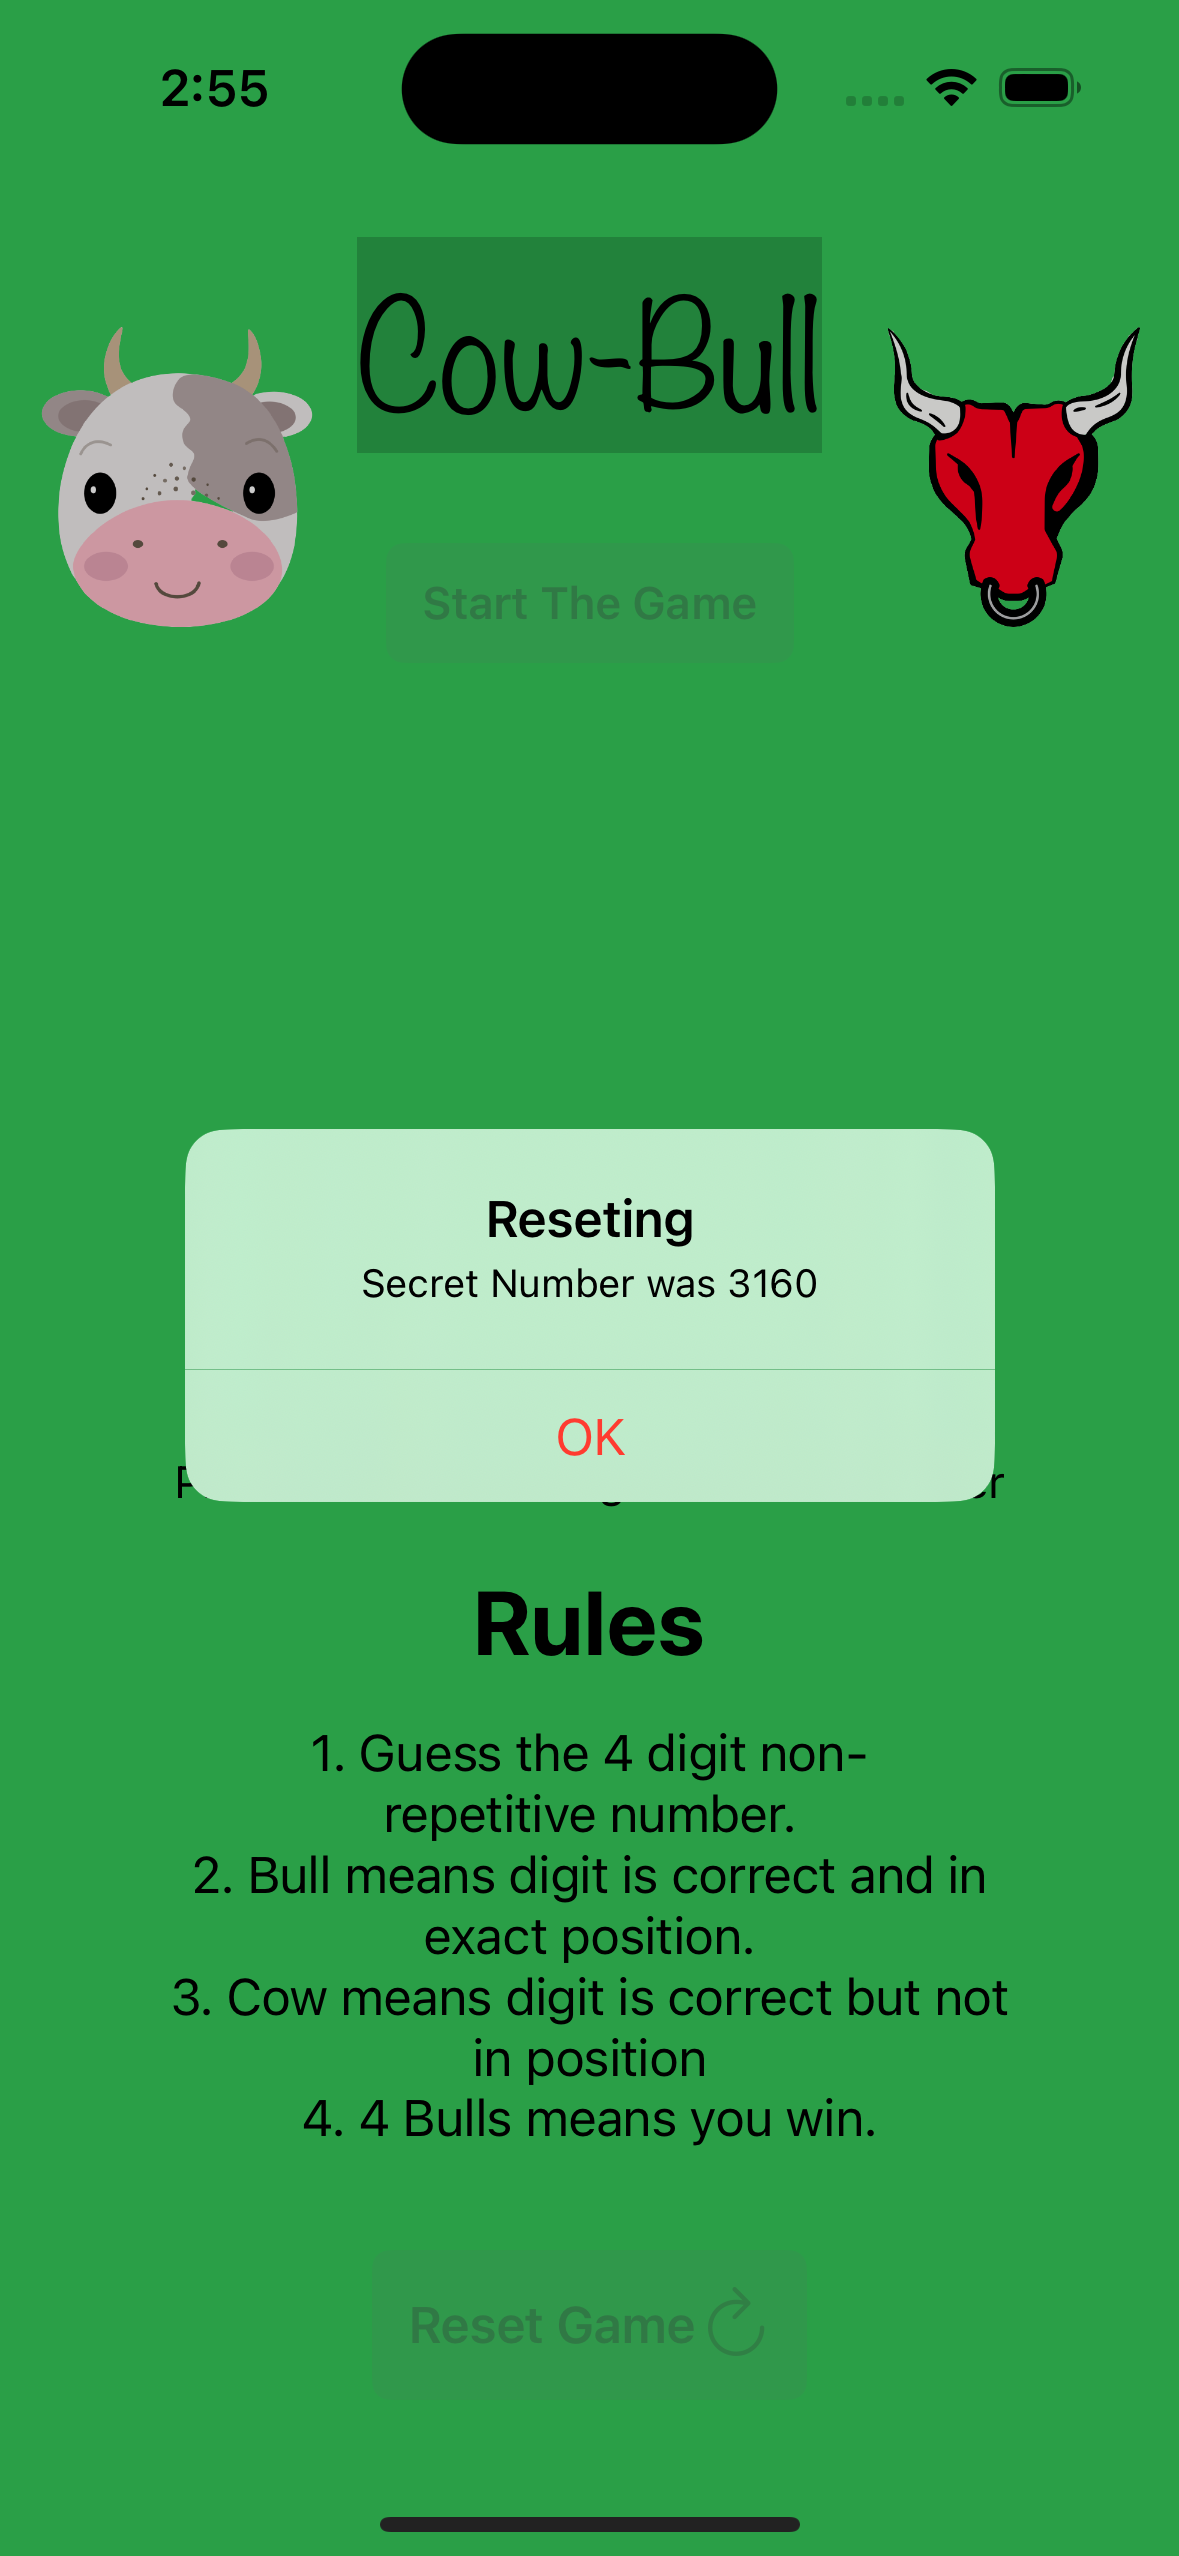 2:55
Cow-Bull
Start The Game
Reseting
Secret Number was 3160
OK
Rules
1. Guess the 4 digit non-
repetitive number.
2. Bull means digit is correct and in
exact position.
3. Cow means digit is correct but not
in position
4. 4 Bulls means you win.
Reset Game